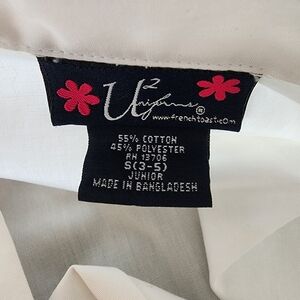 U2
Uniforms®
www.frenchtoast.com
55% COTTON
45% POLYESTER
RN 13706
S(3-5)
JUNIOR
MADE IN BANGLADESH